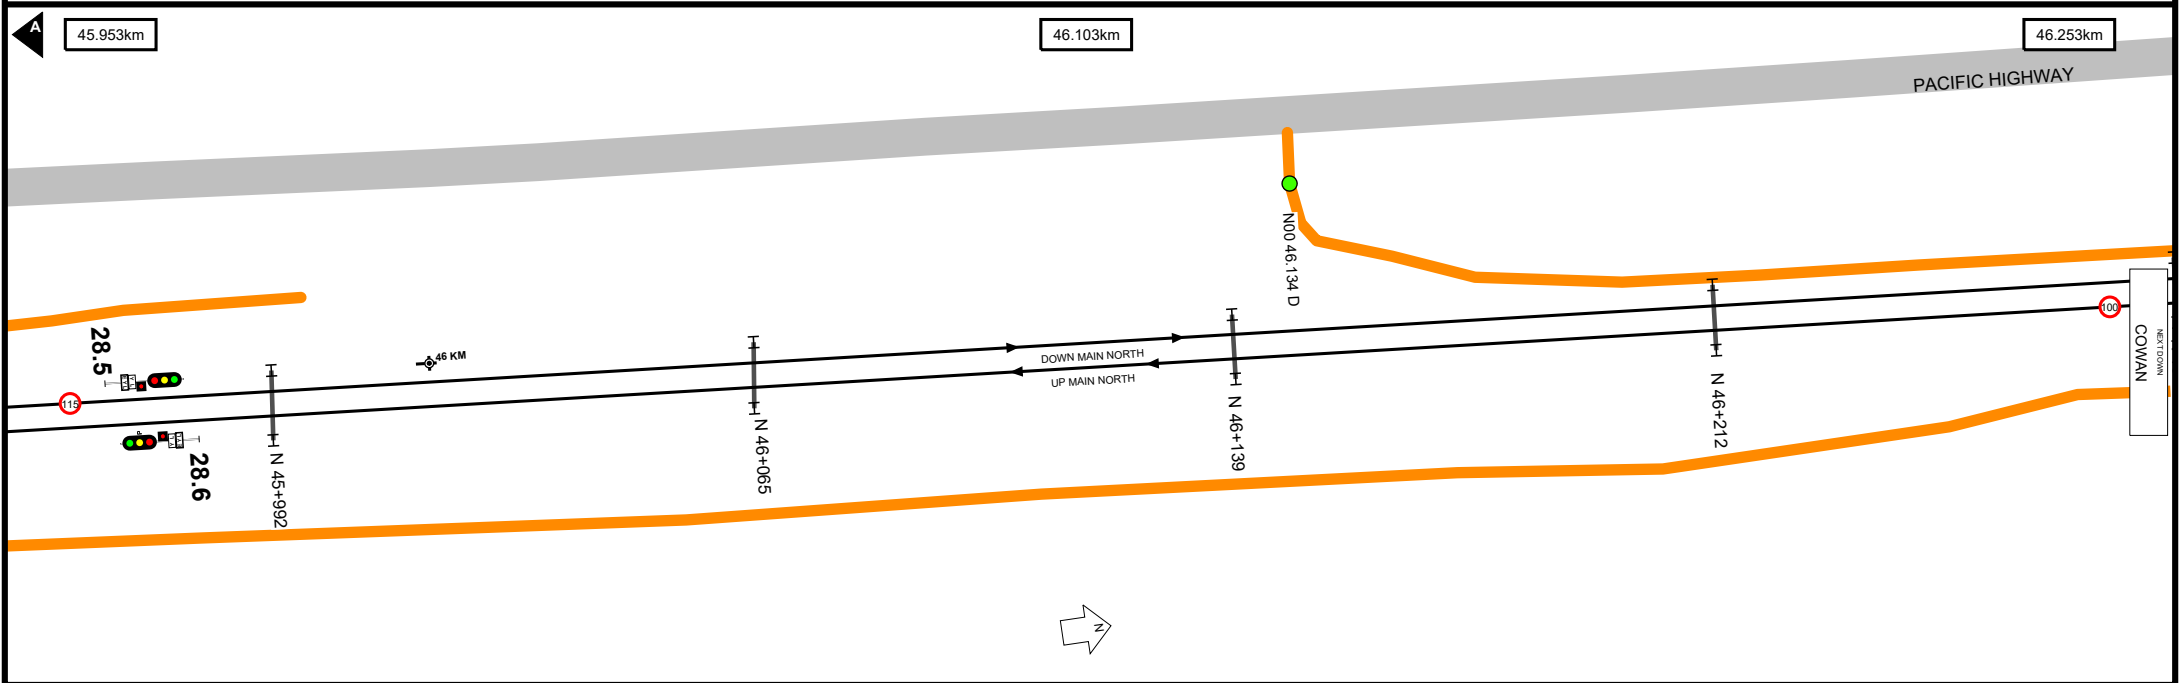 A
45.953km
46.103km
46.253km
PACIFIC HIGHWAY
N00 46.134 D
28.5
46 KM
115
DOWN MAIN NORTH
UP MAIN NORTH
100
NEXT DOWN
COWAN
28.6
N 45+992
N 46+065
N 46+139
N 46+212
N